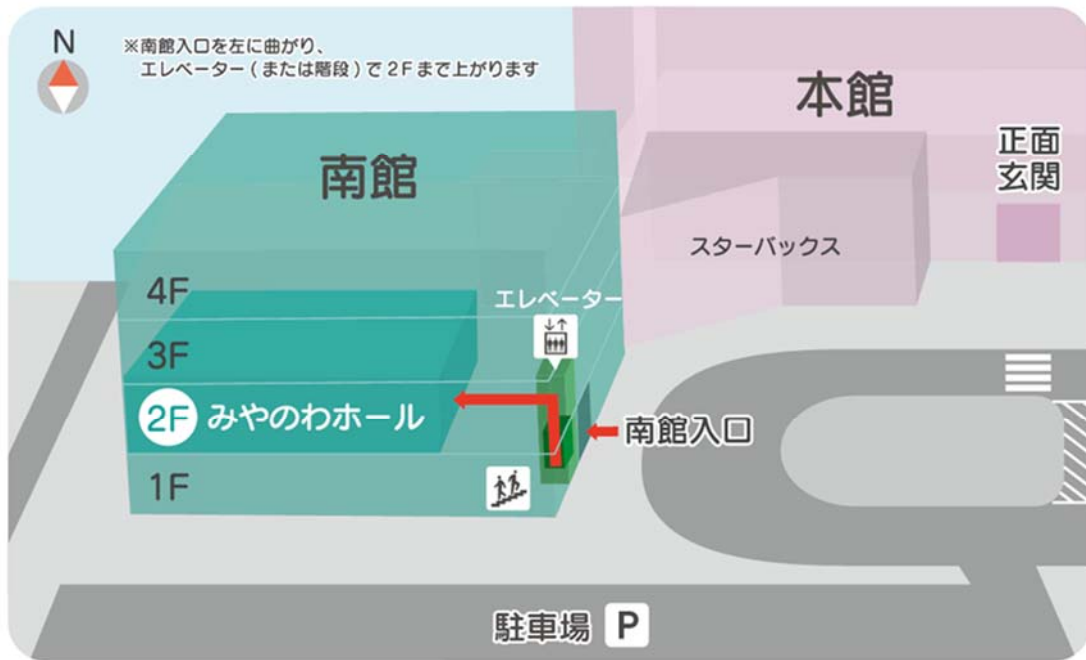 N
※南館入口を左に曲がり、
エレベーター(または階段)で2Fまで上がります
本館
南館
正面
玄関
スターバックス
4F
エレベーター
3F
2F みやのわホール
南館入口
1F
駐車場 P